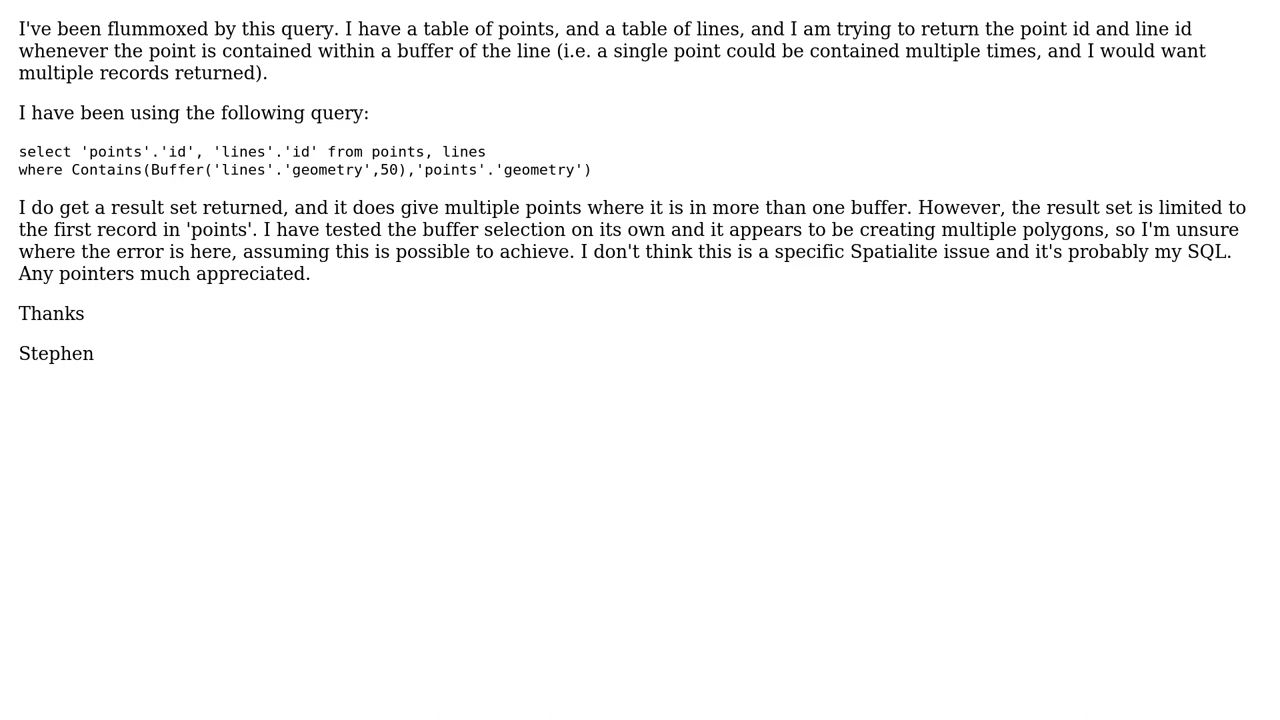 I've been flummoxed by this query. I have a table of points, and a table of lines, and I am trying to return the point id and line id
whenever the point is contained within a buffer of the line (i.e. a single point could be contained multiple times, and I would want
multiple records returned).
I have been using the following query:
select 'points'.'id', 'lines'.'id' from points, lines
where Contains(Buffer('lines'.'geometry',50),'points'.'geometry')
I do get a result set returned, and it does give multiple points where it is in more than one buffer. However, the result set is limited to
the first record in 'points'. I have tested the buffer selection on its own and it appears to be creating multiple polygons, so I'm unsure
where the error is here, assuming this is possible to achieve. I don't think this is a specific Spatialite issue and it's probably my SQL.
Any pointers much appreciated.
Thanks
Stephen